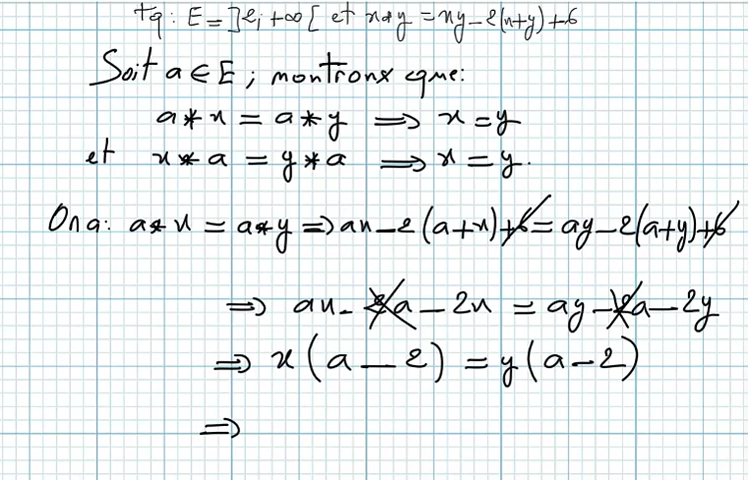 Tq : E = ]2; +∞[ et x*y = xy - 2(x+y) + 6
Soit a ∈ E ; montronx que:
a * x = a * y ⟹ x = y
et x * a = y * a ⟹ x = y.
On a: a * x = a * y ⟹ ax - 2(a+x) + 6 = ay - 2(a+y) + 6
⟹ ax - 2a - 2x = ay - 2a - 2y
⟹ x(a - 2) = y(a - 2)
⟹